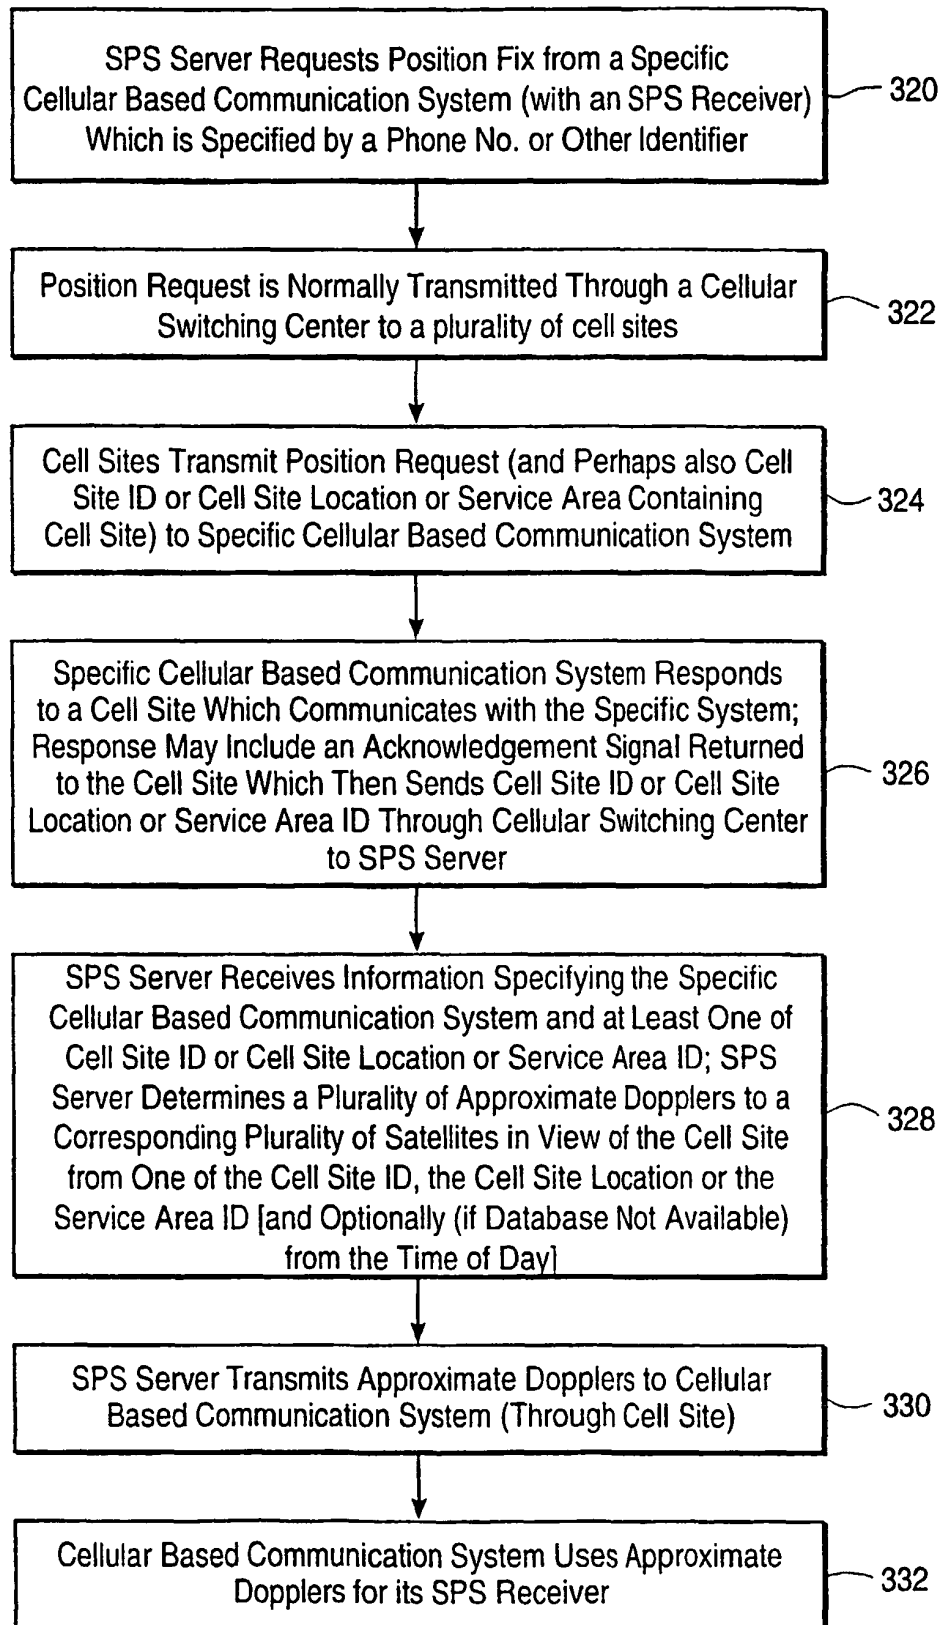 SPS Server Requests Position Fix from a Specific
Cellular Based Communication System (with an SPS Receiver)
Which is Specified by a Phone No. or Other Identifier
320
Position Request is Normally Transmitted Through a Cellular
Switching Center to a plurality of cell sites
322
Cell Sites Transmit Position Request (and Perhaps also Cell
Site ID or Cell Site Location or Service Area Containing
Cell Site) to Specific Cellular Based Communication System
324
Specific Cellular Based Communication System Responds
to a Cell Site Which Communicates with the Specific System;
Response May Include an Acknowledgement Signal Returned
to the Cell Site Which Then Sends Cell Site ID or Cell Site
Location or Service Area ID Through Cellular Switching Center
to SPS Server
326
SPS Server Receives Information Specifying the Specific
Cellular Based Communication System and at Least One of
Cell Site ID or Cell Site Location or Service Area ID; SPS
Server Determines a Plurality of Approximate Dopplers to a
Corresponding Plurality of Satellites in View of the Cell Site
from One of the Cell Site ID, the Cell Site Location or the
Service Area ID [and Optionally (if Database Not Available)
from the Time of Day]
328
SPS Server Transmits Approximate Dopplers to Cellular
Based Communication System (Through Cell Site)
330
Cellular Based Communication System Uses Approximate
Dopplers for its SPS Receiver
332